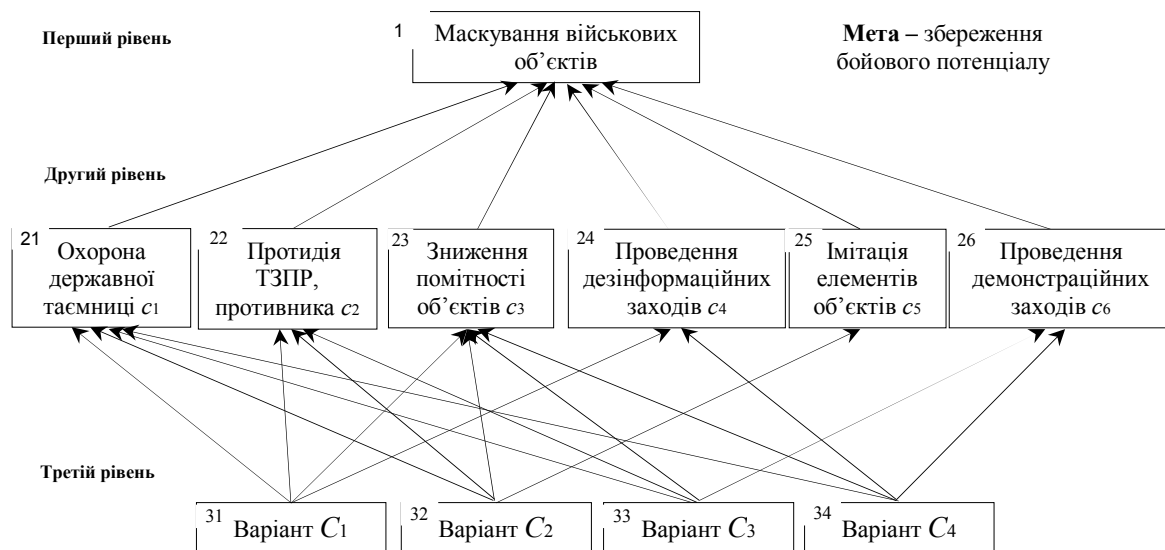 Перший рівень
1
Маскування військових
об’єктів
Мета – збереження
бойового потенціалу
Другий рівень
21
Охорона
державної
таємниці c1
22
Протидія
ТЗПР,
противника c2
23
Зниження
помітності
об’єктів c3
24
Проведення
дезінформаційних
заходів c4
25
Імітація
елементів
об’єктів c5
26
Проведення
демонстраційних
заходів c6
Третій рівень
31
Варіант C1
32
Варіант C2
33
Варіант C3
34
Варіант C4